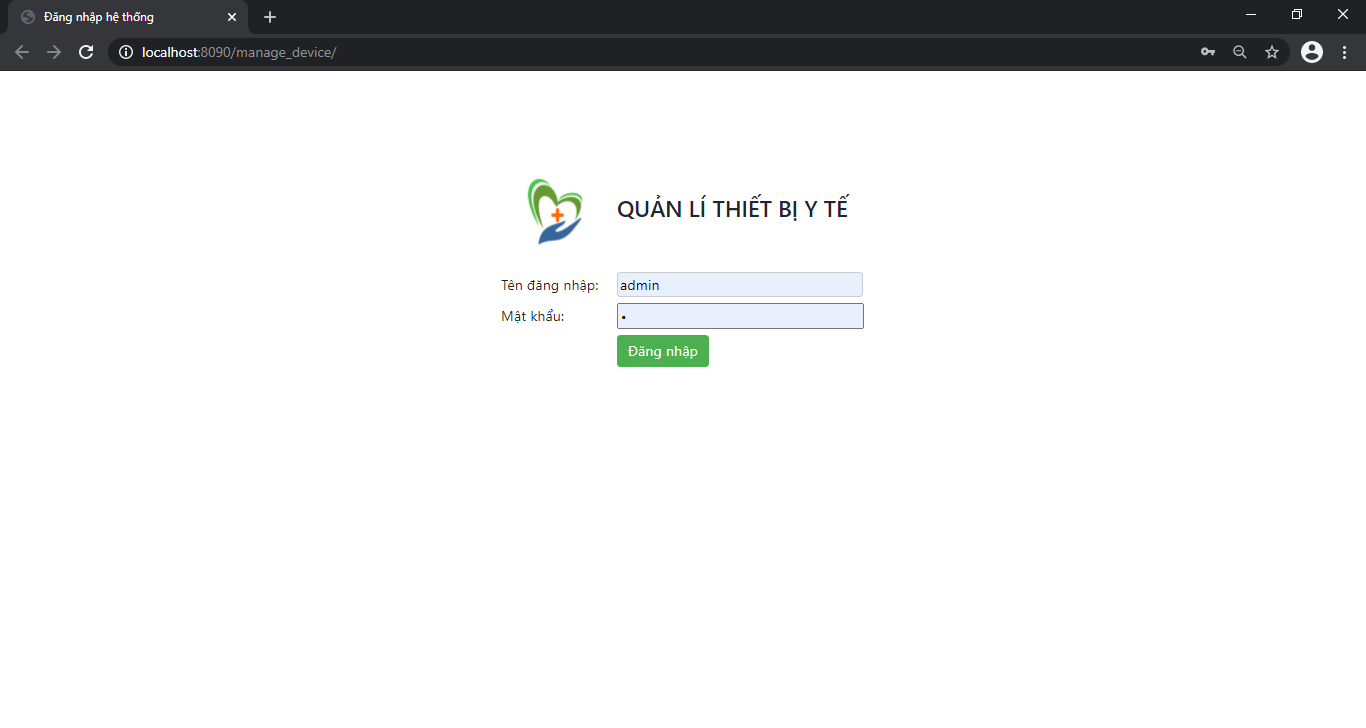 Đăng nhập hệ thống
localhost:8090/manage_device/
QUẢN LÍ THIẾT BỊ Y TẾ
Tên đăng nhập: admin
Mật khẩu: •
Đăng nhập